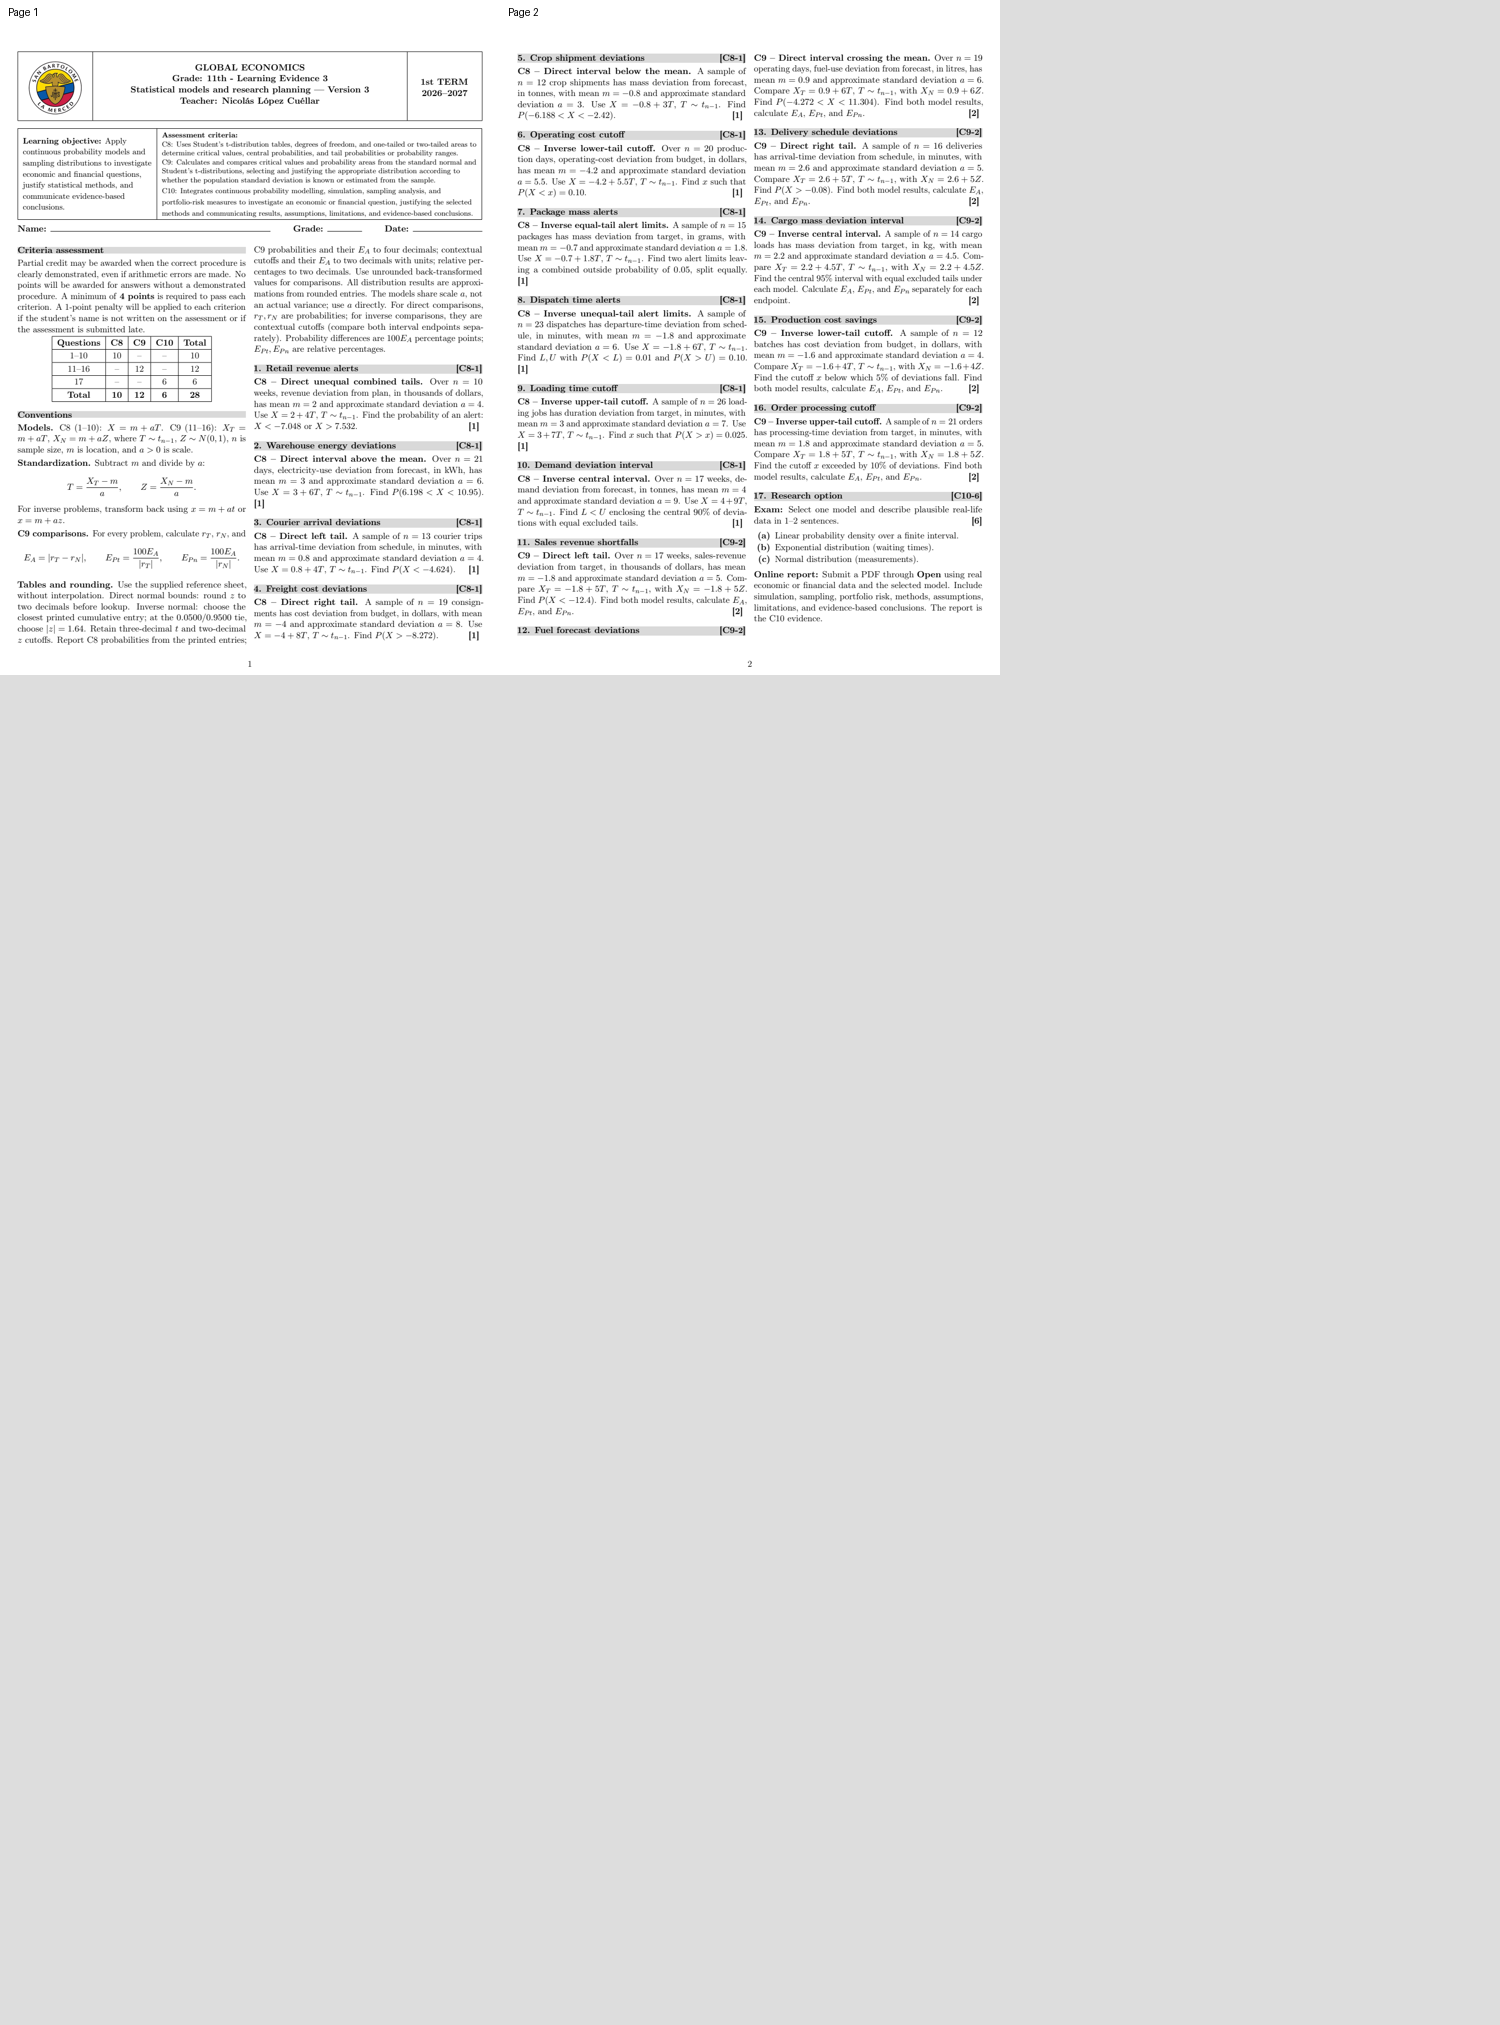 Page 1
SAN BARTOLOMÉ
LA MERCED
GLOBAL ECONOMICS
Grade: 11th - Learning Evidence 3
Statistical models and research planning — Version 3
Teacher: Nicolás López Cuéllar
1st TERM
2026–2027
Learning objective: Apply
continuous probability models and
sampling distributions to investigate
economic and financial questions,
justify statistical methods, and
communicate evidence-based
conclusions.
Assessment criteria:
C8: Uses Student's t-distribution tables, degrees of freedom, and one-tailed or two-tailed areas to
determine critical values, central probabilities, and tail probabilities or probability ranges.
C9: Calculates and compares critical values and probability areas from the standard normal and
Student's t-distributions, selecting and justifying the appropriate distribution according to
whether the population standard deviation is known or estimated from the sample.
C10: Integrates continuous probability modelling, simulation, sampling analysis, and
portfolio-risk measures to investigate an economic or financial question, justifying the selected
methods and communicating results, assumptions, limitations, and evidence-based conclusions.
Name: Grade: Date:
Criteria assessment
Partial credit may be awarded when the correct procedure is
clearly demonstrated, even if arithmetic errors are made. No
points will be awarded for answers without a demonstrated
procedure. A minimum of 4 points is required to pass each
criterion. A 1-point penalty will be applied to each criterion
if the student's name is not written on the assessment or if
the assessment is submitted late.
Questions C8 C9 C10 Total
1–10 10 – – 10
11–16 – 12 – 12
17 – – 6 6
Total 10 12 6 28
Conventions
Models. C8 (1–10): X = m + aT. C9 (11–16): X_T =
m + aT, X_N = m + aZ, where T ∼ t_{n−1}, Z ∼ N(0, 1), n is
sample size, m is location, and a > 0 is scale.
Standardization. Subtract m and divide by a:
T = (X_T − m)/a, Z = (X_N − m)/a.
For inverse problems, transform back using x = m + at or
x = m + az.
C9 comparisons. For every problem, calculate r_T, r_N, and
E_A = |r_T − r_N|, E_{Pt} = 100E_A/|r_T|, E_{Pn} = 100E_A/|r_N|.
Tables and rounding. Use the supplied reference sheet,
without interpolation. Direct normal bounds: round z to
two decimals before lookup. Inverse normal: choose the
closest printed cumulative entry; at the 0.0500/0.9500 tie,
choose |z| = 1.64. Retain three-decimal t and two-decimal
z cutoffs. Report C8 probabilities from the printed entries;
C9 probabilities and their E_A to four decimals; contextual
cutoffs and their E_A to two decimals with units; relative per-
centages to two decimals. Use unrounded back-transformed
values for comparisons. All distribution results are approxi-
mations from rounded entries. The models share scale a, not
an actual variance; use a directly. For direct comparisons,
r_T, r_N are probabilities; for inverse comparisons, they are
contextual cutoffs (compare both interval endpoints sepa-
rately). Probability differences are 100E_A percentage points;
E_{Pt}, E_{Pn} are relative percentages.
1. Retail revenue alerts [C8-1]
C8 – Direct unequal combined tails. Over n = 10
weeks, revenue deviation from plan, in thousands of dollars,
has mean m = 2 and approximate standard deviation a = 4.
Use X = 2 + 4T, T ∼ t_{n−1}. Find the probability of an alert:
X < −7.048 or X > 7.532. [1]
2. Warehouse energy deviations [C8-1]
C8 – Direct interval above the mean. Over n = 21
days, electricity-use deviation from forecast, in kWh, has
mean m = 3 and approximate standard deviation a = 6.
Use X = 3 + 6T, T ∼ t_{n−1}. Find P(6.198 < X < 10.95).
[1]
3. Courier arrival deviations [C8-1]
C8 – Direct left tail. A sample of n = 13 courier trips
has arrival-time deviation from schedule, in minutes, with
mean m = 0.8 and approximate standard deviation a = 4.
Use X = 0.8 + 4T, T ∼ t_{n−1}. Find P(X < −4.624). [1]
4. Freight cost deviations [C8-1]
C8 – Direct right tail. A sample of n = 19 consign-
ments has cost deviation from budget, in dollars, with mean
m = −4 and approximate standard deviation a = 8. Use
X = −4 + 8T, T ∼ t_{n−1}. Find P(X > −8.272). [1]
1
Page 2
5. Crop shipment deviations [C8-1]
C8 – Direct interval below the mean. A sample of
n = 12 crop shipments has mass deviation from forecast,
in tonnes, with mean m = −0.8 and approximate standard
deviation a = 3. Use X = −0.8 + 3T, T ∼ t_{n−1}. Find
P(−6.188 < X < −2.42). [1]
6. Operating cost cutoff [C8-1]
C8 – Inverse lower-tail cutoff. Over n = 20 produc-
tion days, operating-cost deviation from budget, in dollars,
has mean m = −4.2 and approximate standard deviation
a = 5.5. Use X = −4.2 + 5.5T, T ∼ t_{n−1}. Find x such that
P(X < x) = 0.10. [1]
7. Package mass alerts [C8-1]
C8 – Inverse equal-tail alert limits. A sample of n = 15
packages has mass deviation from target, in grams, with
mean m = −0.7 and approximate standard deviation a = 1.8.
Use X = −0.7 + 1.8T, T ∼ t_{n−1}. Find two alert limits leav-
ing a combined outside probability of 0.05, split equally.
[1]
8. Dispatch time alerts [C8-1]
C8 – Inverse unequal-tail alert limits. A sample of
n = 23 dispatches has departure-time deviation from sched-
ule, in minutes, with mean m = −1.8 and approximate
standard deviation a = 6. Use X = −1.8 + 6T, T ∼ t_{n−1}.
Find L, U with P(X < L) = 0.01 and P(X > U) = 0.10.
[1]
9. Loading time cutoff [C8-1]
C8 – Inverse upper-tail cutoff. A sample of n = 26 load-
ing jobs has duration deviation from target, in minutes, with
mean m = 3 and approximate standard deviation a = 7. Use
X = 3 + 7T, T ∼ t_{n−1}. Find x such that P(X > x) = 0.025.
[1]
10. Demand deviation interval [C8-1]
C8 – Inverse central interval. Over n = 17 weeks, de-
mand deviation from forecast, in tonnes, has mean m = 4
and approximate standard deviation a = 9. Use X = 4 + 9T,
T ∼ t_{n−1}. Find L < U enclosing the central 90% of devia-
tions with equal excluded tails. [1]
11. Sales revenue shortfalls [C9-2]
C9 – Direct left tail. Over n = 17 weeks, sales-revenue
deviation from target, in thousands of dollars, has mean
m = −1.8 and approximate standard deviation a = 5. Com-
pare X_T = −1.8 + 5T, T ∼ t_{n−1}, with X_N = −1.8 + 5Z.
Find P(X < −12.4). Find both model results, calculate E_A,
E_{Pt}, and E_{Pn}. [2]
12. Fuel forecast deviations [C9-2]
C9 – Direct interval crossing the mean. Over n = 19
operating days, fuel-use deviation from forecast, in litres, has
mean m = 0.9 and approximate standard deviation a = 6.
Compare X_T = 0.9 + 6T, T ∼ t_{n−1}, with X_N = 0.9 + 6Z.
Find P(−4.272 < X < 11.304). Find both model results,
calculate E_A, E_{Pt}, and E_{Pn}. [2]
13. Delivery schedule deviations [C9-2]
C9 – Direct right tail. A sample of n = 16 deliveries
has arrival-time deviation from schedule, in minutes, with
mean m = 2.6 and approximate standard deviation a = 5.
Compare X_T = 2.6 + 5T, T ∼ t_{n−1}, with X_N = 2.6 + 5Z.
Find P(X > −0.08). Find both model results, calculate E_A,
E_{Pt}, and E_{Pn}. [2]
14. Cargo mass deviation interval [C9-2]
C9 – Inverse central interval. A sample of n = 14 cargo
loads has mass deviation from target, in kg, with mean
m = 2.2 and approximate standard deviation a = 4.5. Com-
pare X_T = 2.2 + 4.5T, T ∼ t_{n−1}, with X_N = 2.2 + 4.5Z.
Find the central 95% interval with equal excluded tails under
each model. Calculate E_A, E_{Pt}, and E_{Pn} separately for each
endpoint. [2]
15. Production cost savings [C9-2]
C9 – Inverse lower-tail cutoff. A sample of n = 12
batches has cost deviation from budget, in dollars, with
mean m = −1.6 and approximate standard deviation a = 4.
Compare X_T = −1.6 + 4T, T ∼ t_{n−1}, with X_N = −1.6 + 4Z.
Find the cutoff x below which 5% of deviations fall. Find
both model results, calculate E_A, E_{Pt}, and E_{Pn}. [2]
16. Order processing cutoff [C9-2]
C9 – Inverse upper-tail cutoff. A sample of n = 21 orders
has processing-time deviation from target, in minutes, with
mean m = 1.8 and approximate standard deviation a = 5.
Compare X_T = 1.8 + 5T, T ∼ t_{n−1}, with X_N = 1.8 + 5Z.
Find the cutoff x exceeded by 10% of deviations. Find both
model results, calculate E_A, E_{Pt}, and E_{Pn}. [2]
17. Research option [C10-6]
Exam: Select one model and describe plausible real-life
data in 1–2 sentences. [6]
(a) Linear probability density over a finite interval.
(b) Exponential distribution (waiting times).
(c) Normal distribution (measurements).
Online report: Submit a PDF through Open using real
economic or financial data and the selected model. Include
simulation, sampling, portfolio risk, methods, assumptions,
limitations, and evidence-based conclusions. The report is
the C10 evidence.
2